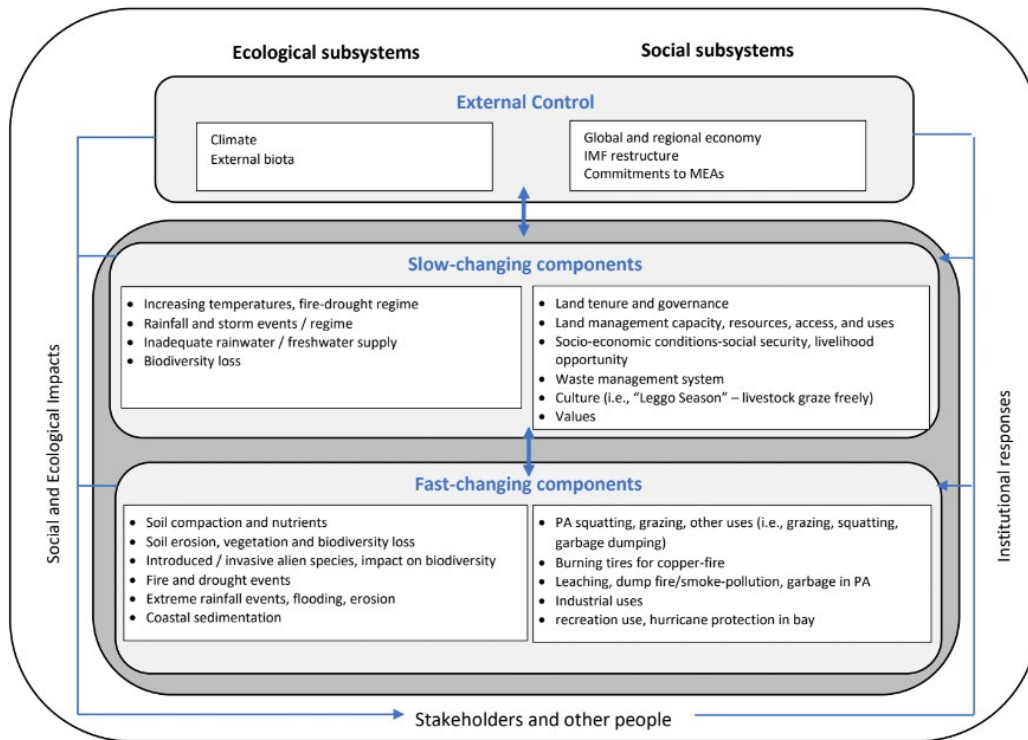 Ecological subsystems
Social subsystems
External Control
Climate
External biota
Global and regional economy
IMF restructure
Commitments to MEAs
Slow-changing components
• Increasing temperatures, fire-drought regime
• Rainfall and storm events / regime
• Inadequate rainwater / freshwater supply
• Biodiversity loss
• Land tenure and governance
• Land management capacity, resources, access, and uses
• Socio-economic conditions-social security, livelihood
opportunity
• Waste management system
• Culture (i.e., “Leggo Season” – livestock graze freely)
• Values
Fast-changing components
• Soil compaction and nutrients
• Soil erosion, vegetation and biodiversity loss
• Introduced / invasive alien species, impact on biodiversity
• Fire and drought events
• Extreme rainfall events, flooding, erosion
• Coastal sedimentation
• PA squatting, grazing, other uses (i.e., grazing, squatting,
garbage dumping)
• Burning tires for copper-fire
• Leaching, dump fire/smoke-pollution, garbage in PA
• Industrial uses
• recreation use, hurricane protection in bay
Social and Ecological Impacts
Institutional responses
Stakeholders and other people